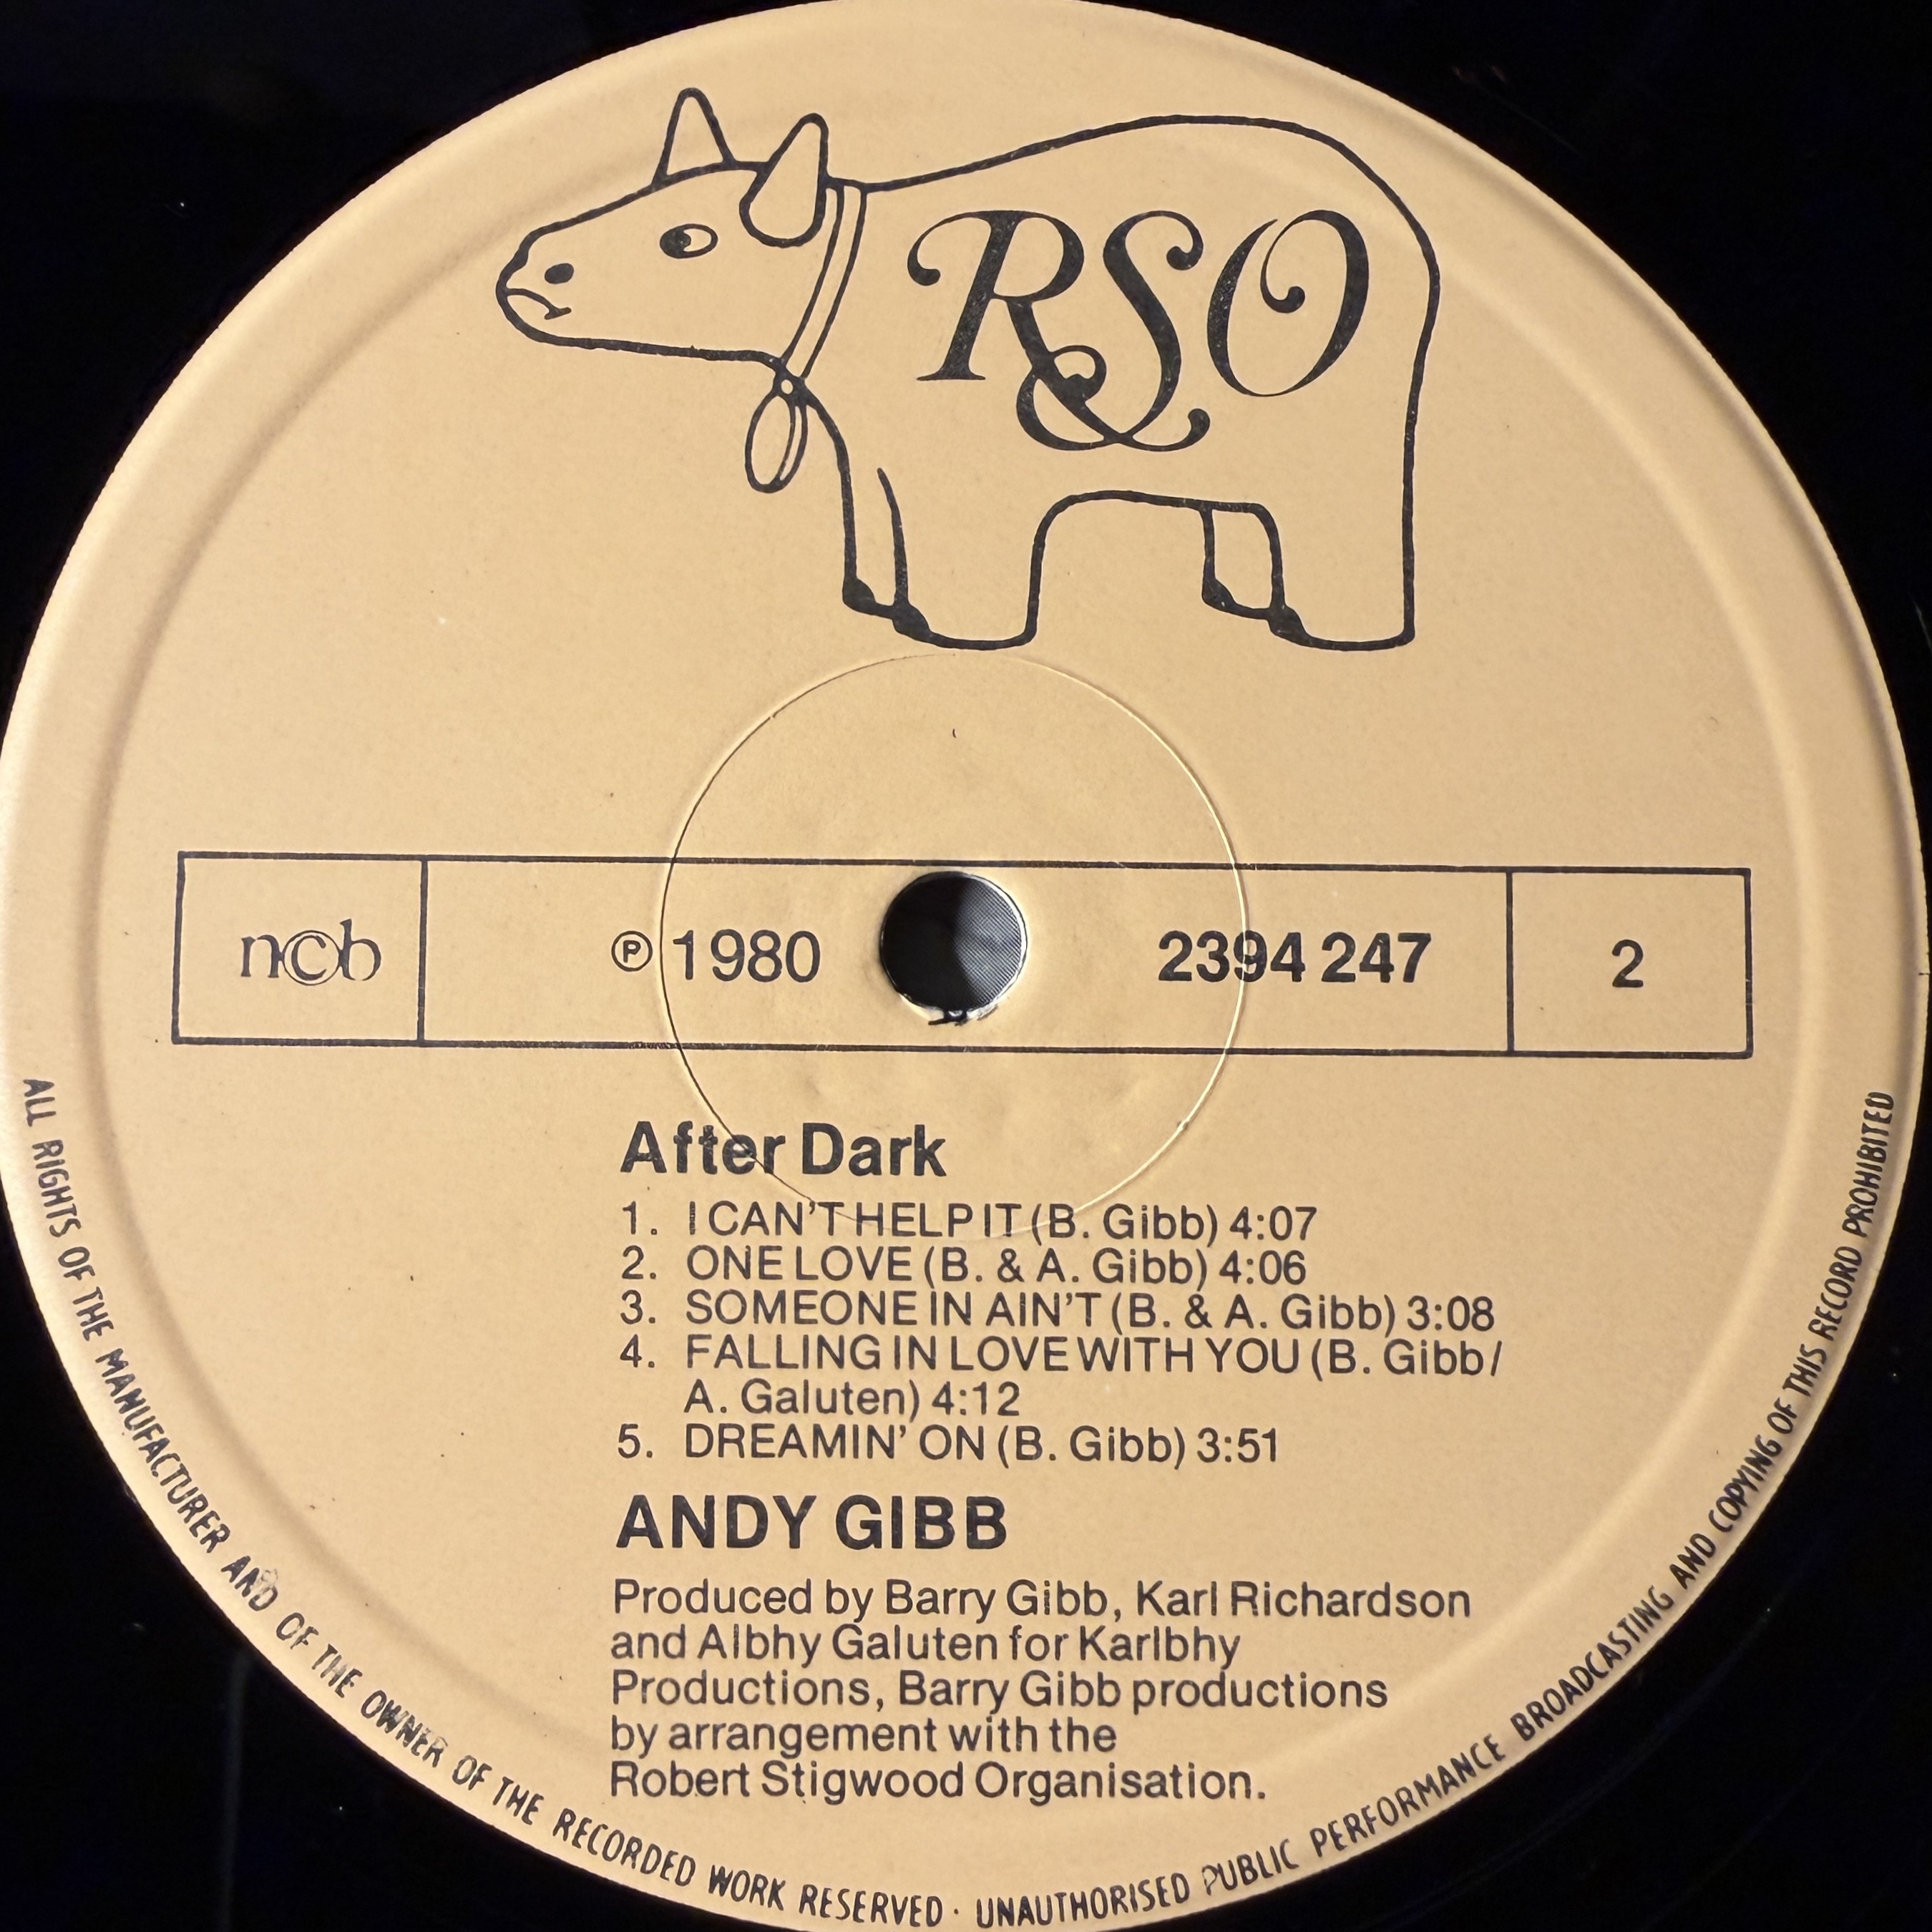 RSO
n©b
℗ 1980
2394 247
2
After Dark
1. I CAN'T HELP IT (B. Gibb) 4:07
2. ONE LOVE (B. & A. Gibb) 4:06
3. SOMEONE IN AIN'T (B. & A. Gibb) 3:08
4. FALLING IN LOVE WITH YOU (B. Gibb/
A. Galuten) 4:12
5. DREAMIN' ON (B. Gibb) 3:51
ANDY GIBB
Produced by Barry Gibb, Karl Richardson
and Albhy Galuten for Karlbhy
Productions, Barry Gibb productions
by arrangement with the
Robert Stigwood Organisation.
ALL RIGHTS OF THE MANUFACTURER AND OF THE OWNER OF THE RECORDED WORK RESERVED · UNAUTHORISED PUBLIC PERFORMANCE BROADCASTING AND COPYING OF THIS RECORD PROHIBITED